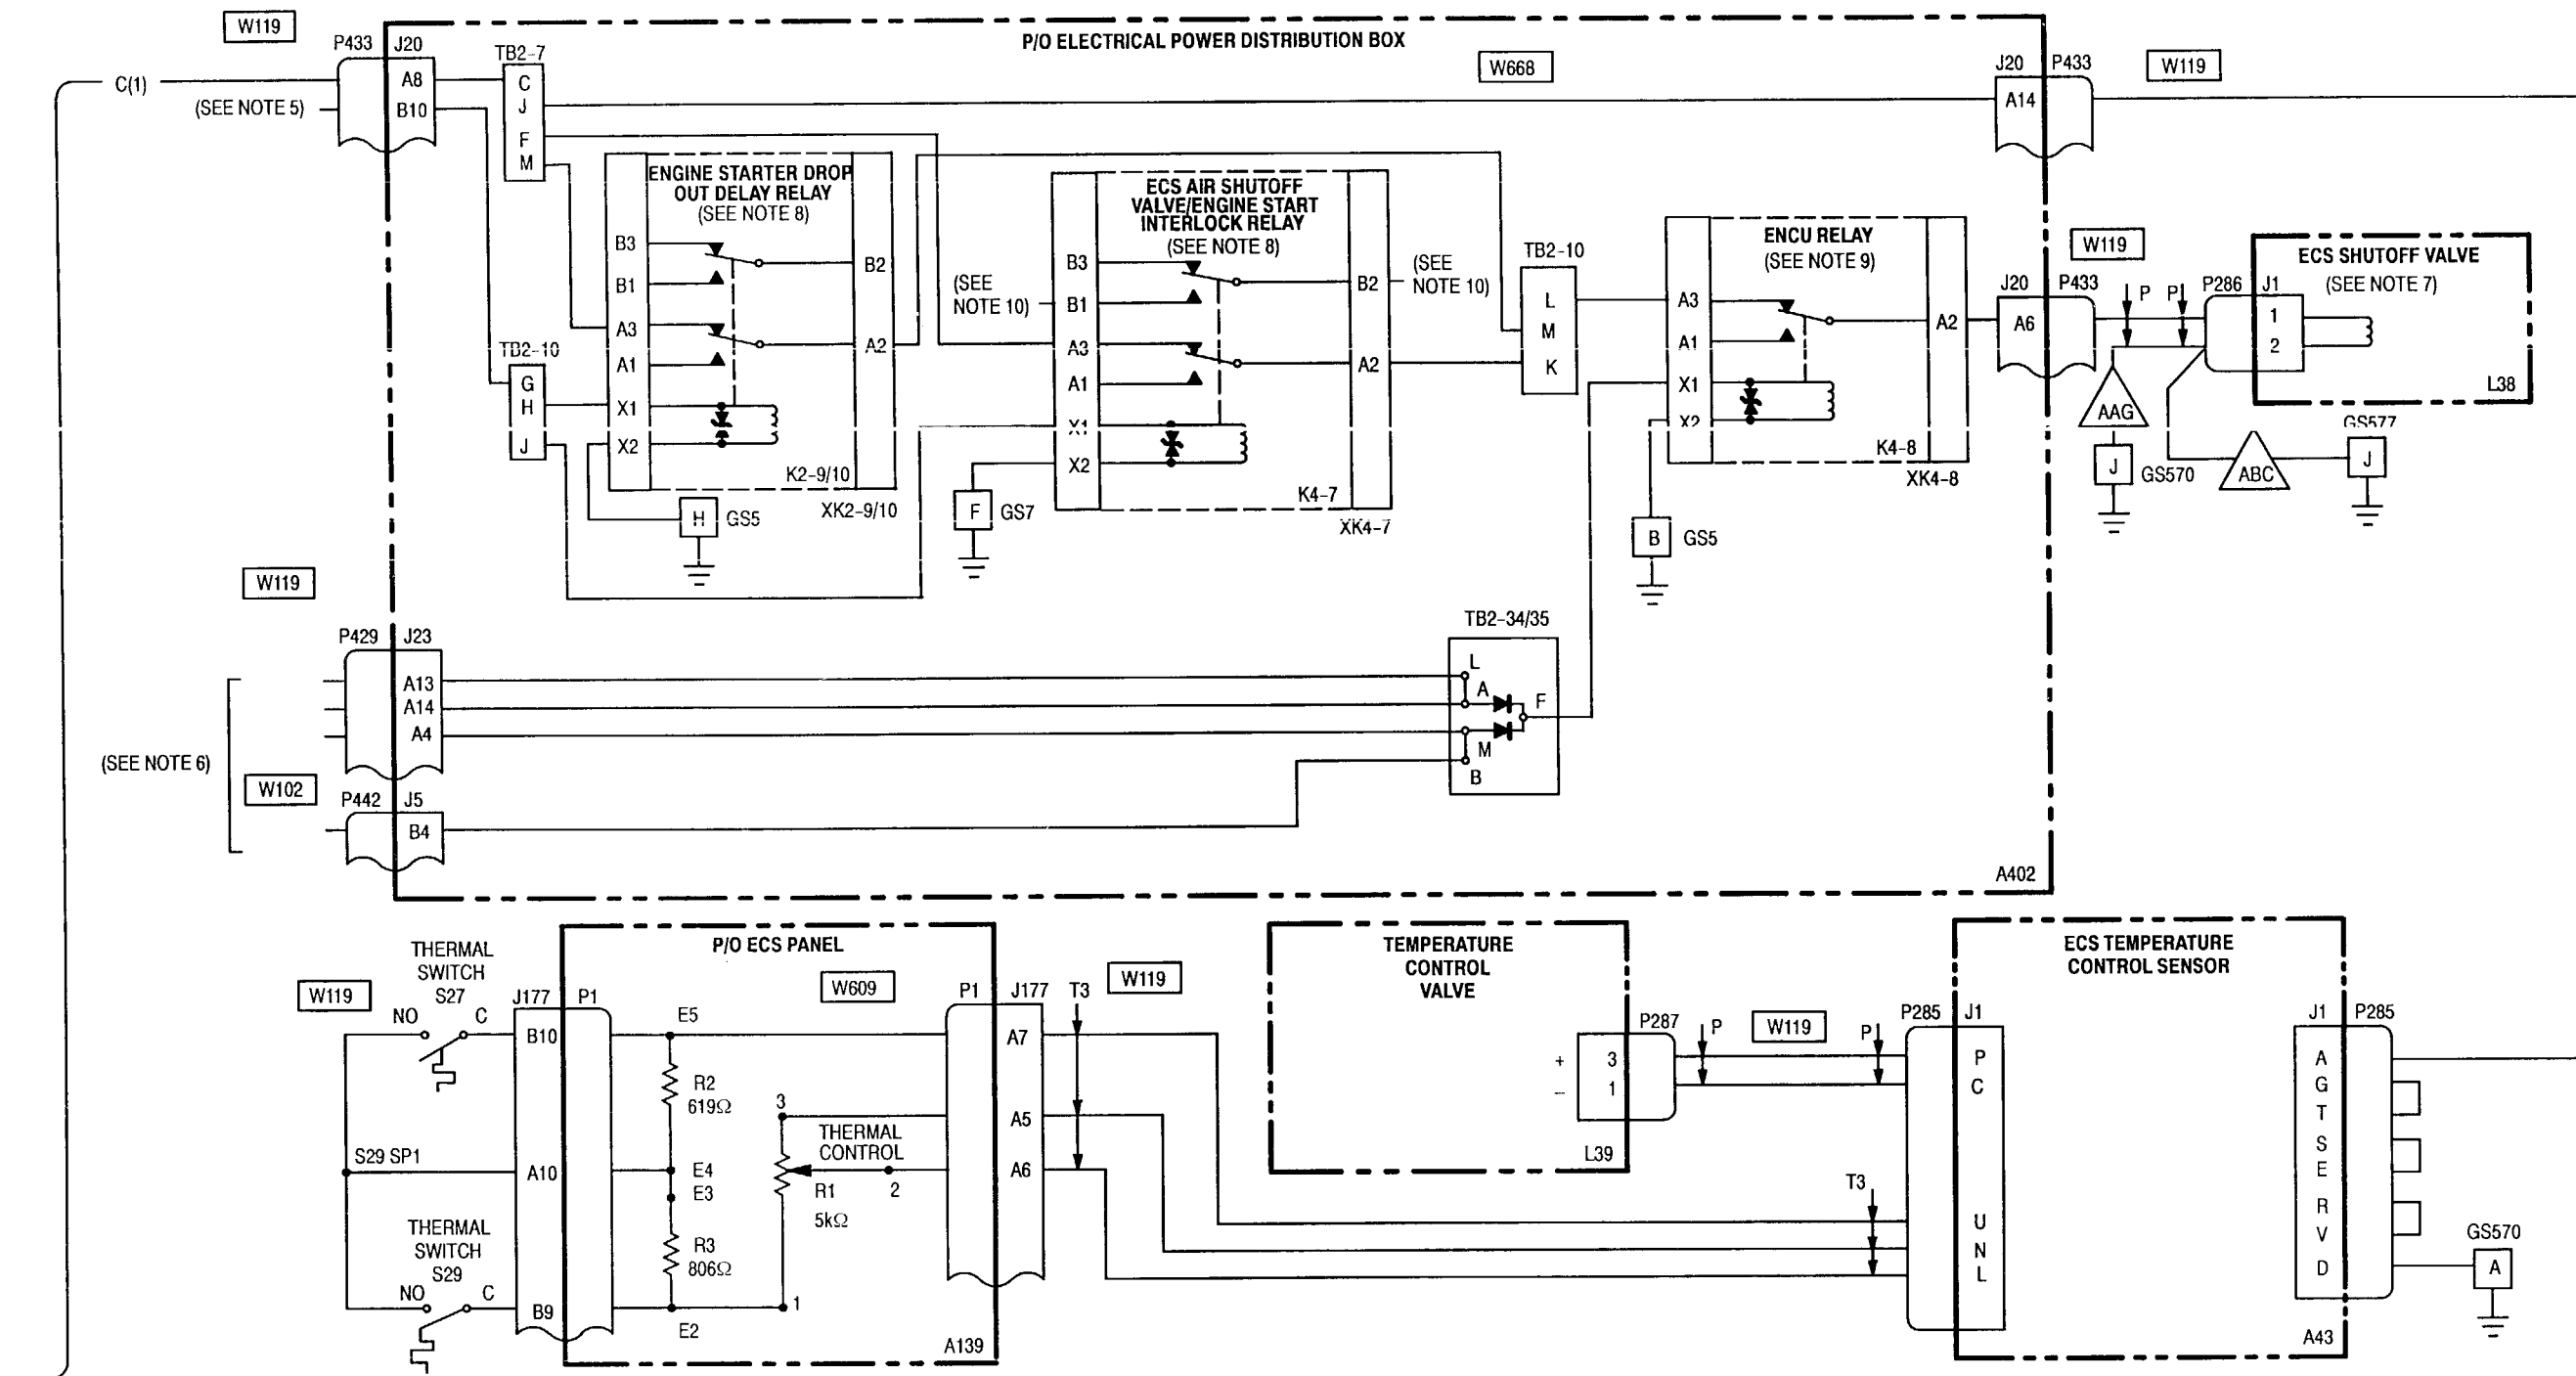 W119
P433
J20
C(1)
(SEE NOTE 5)
A8
B10
TB2-7
C
J
F
M
P/O ELECTRICAL POWER DISTRIBUTION BOX
W668
J20
P433
A14
W119
ENGINE STARTER DROP
OUT DELAY RELAY
(SEE NOTE 8)
B3
B1
A3
A1
X1
X2
B2
A2
K2-9/10
XK2-9/10
TB2-10
G
H
J
H
GS5
ECS AIR SHUTOFF
VALVE/ENGINE START
INTERLOCK RELAY
(SEE NOTE 8)
(SEE
NOTE 10)
B3
B1
A3
A1
X1
X2
B2
A2
(SEE
NOTE 10)
K4-7
XK4-7
F
GS7
TB2-10
L
M
K
ENCU RELAY
(SEE NOTE 9)
A3
A1
X1
X2
A2
K4-8
XK4-8
B
GS5
J20
P433
A6
W119
P
P
P286
J1
1
2
ECS SHUTOFF VALVE
(SEE NOTE 7)
L38
AAG
J
GS570
ABC
GS577
J
W119
P429
J23
A13
A14
A4
(SEE NOTE 6)
W102
P442
J5
B4
TB2-34/35
L
A
F
M
B
A402
P/O ECS PANEL
W609
W119
THERMAL
SWITCH
S27
NO
C
J177
P1
B10
A10
B9
S29 SP1
THERMAL
SWITCH
S29
NO
C
E5
R2
619Ω
E4
E3
R3
806Ω
E2
3
THERMAL
CONTROL
R1
5kΩ
2
1
A139
P1
J177
A7
A5
A6
T3
W119
TEMPERATURE
CONTROL
VALVE
+
–
3
1
P287
L39
P
W119
P
T3
P285
J1
P
C
U
N
L
ECS TEMPERATURE
CONTROL SENSOR
J1
P285
A
G
T
S
E
R
V
D
A43
GS570
A